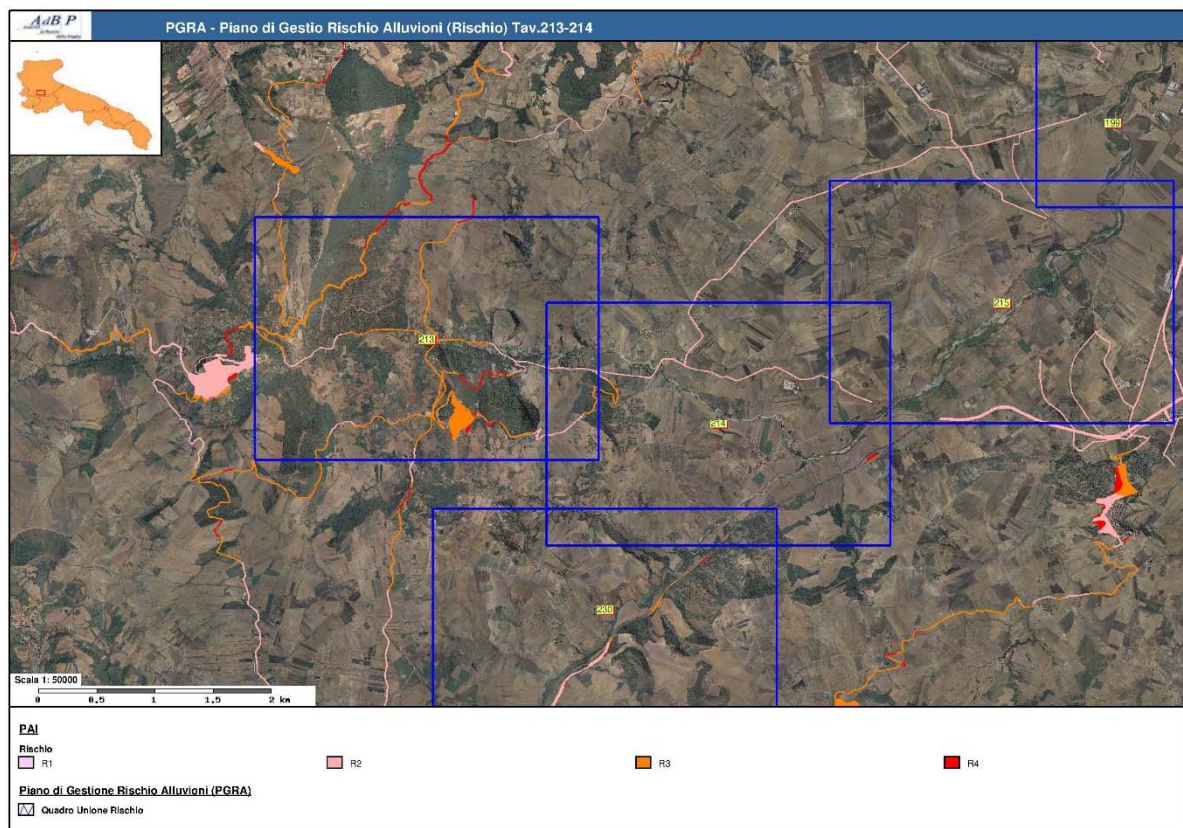 AdB P
PGRA - Piano di Gestio Rischio Alluvioni (Rischio) Tav.213-214
199
215
213
214
230
Scala 1: 50000
0 0.5 1 1.5 2 km
PAI
Rischio
R1 R2 R3 R4
Piano di Gestione Rischio Alluvioni (PGRA)
Quadro Unione Rischio